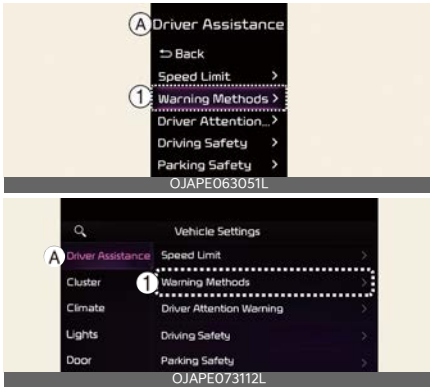 A Driver Assistance
Back
Speed Limit >
1 Warning Methods >
Driver Attention... >
Driving Safety >
Parking Safety >
OJAPE063051L
Vehicle Settings
A Driver Assistance Speed Limit >
Cluster 1 Warning Methods >
Climate Driver Attention Warning >
Lights Driving Safety >
Door Parking Safety >
OJAPE073112L